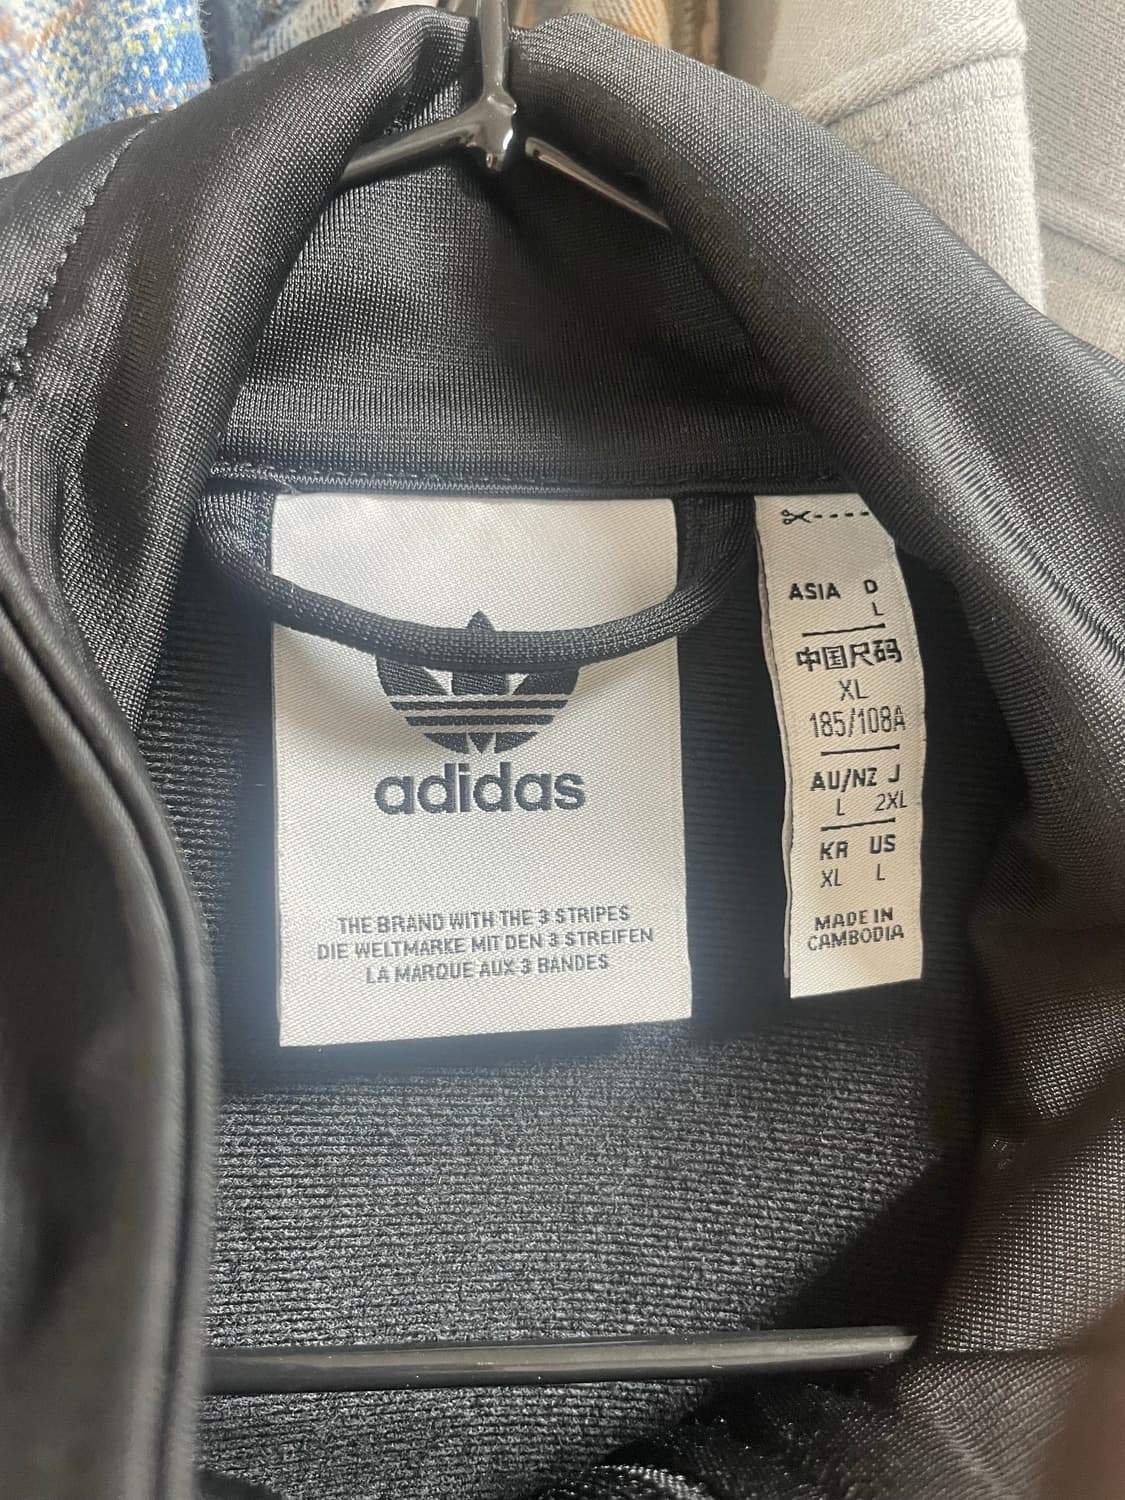 adidas
THE BRAND WITH THE 3 STRIPES
DIE WELTMARKE MIT DEN 3 STREIFEN
LA MARQUE AUX 3 BANDES
ASIA D
L
中国尺码
XL
185/108A
AU/NZ J
L 2XL
KR US
XL L
MADE IN
CAMBODIA